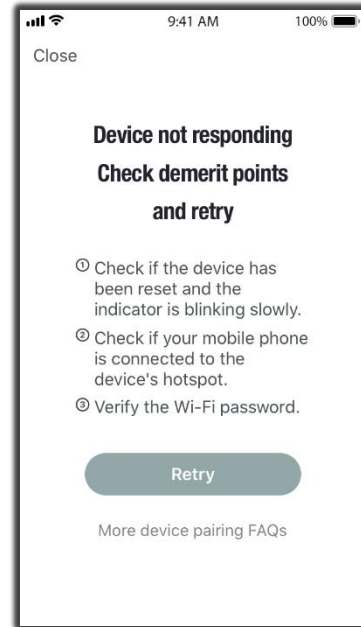 9:41 AM 100%
Close
Device not responding
Check demerit points
and retry
① Check if the device has
been reset and the
indicator is blinking slowly.
② Check if your mobile phone
is connected to the
device's hotspot.
③ Verify the Wi-Fi password.
Retry
More device pairing FAQs